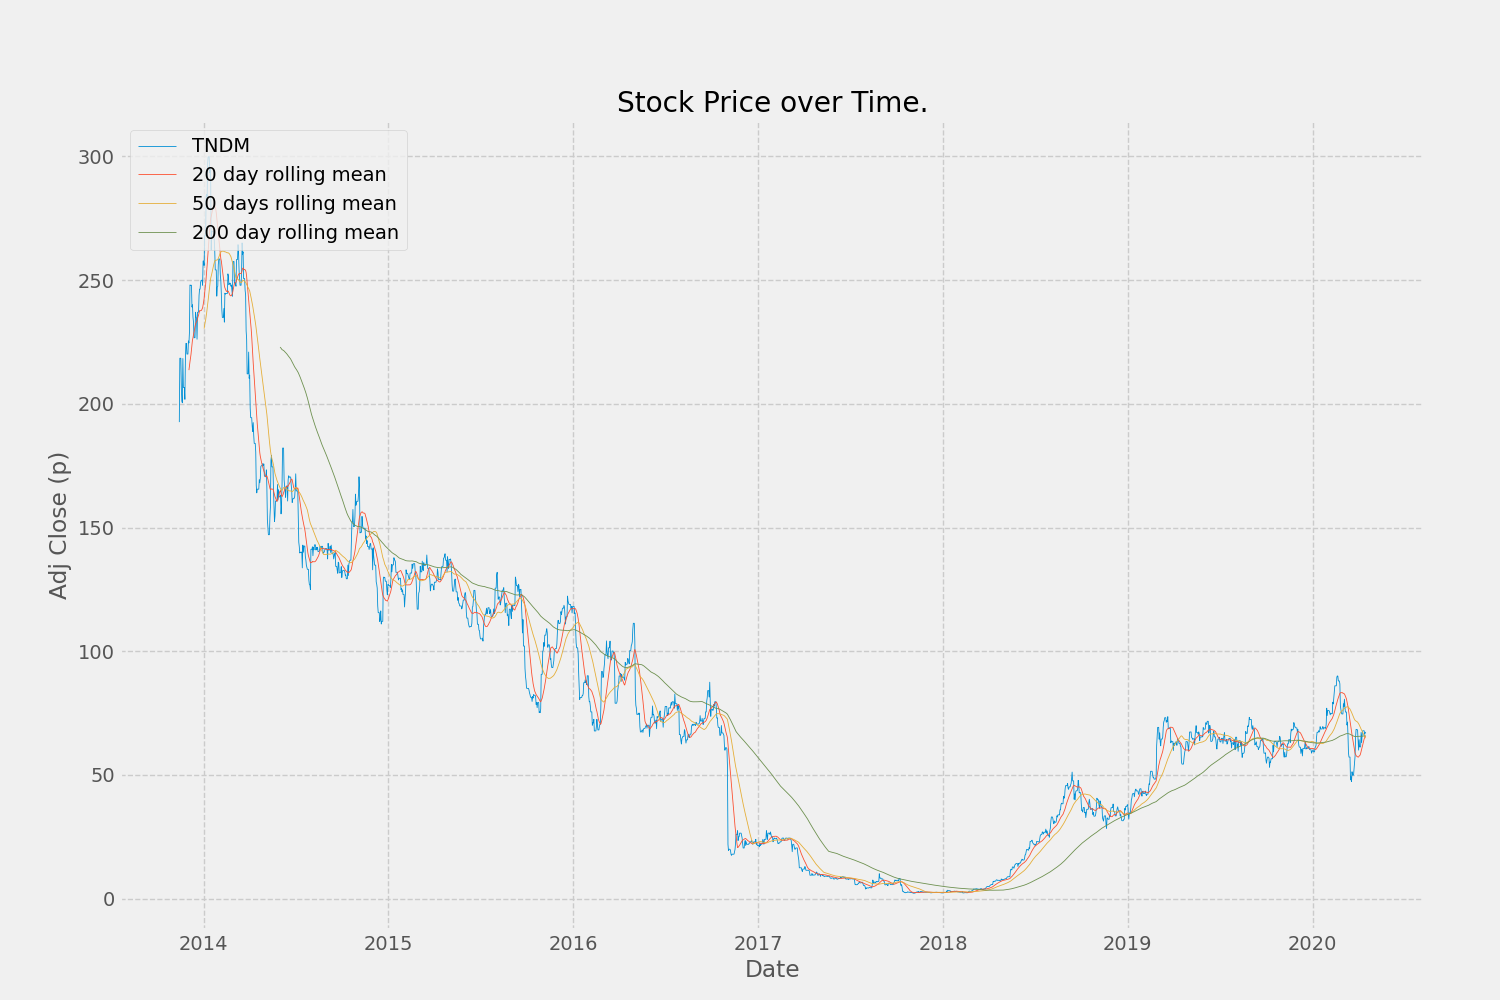 Stock Price over Time.
TNDM
20 day rolling mean
50 days rolling mean
200 day rolling mean
Adj Close (p)
300
250
200
150
100
50
0
2014 2015 2016 2017 2018 2019 2020
Date